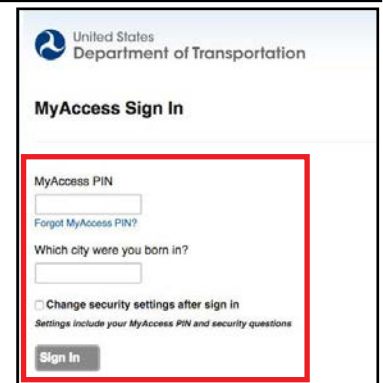 United States
Department of Transportation
MyAccess Sign In
MyAccess PIN
Forgot MyAccess PIN?
Which city were you born in?
Change security settings after sign in
Settings include your MyAccess PIN and security questions
Sign In